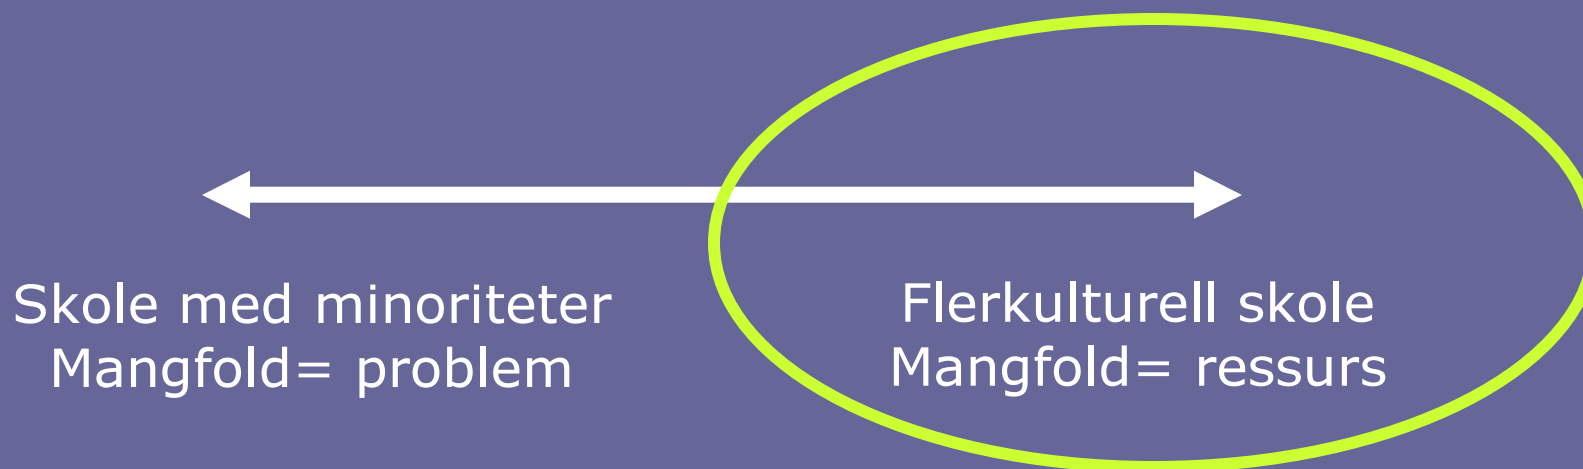 Skole med minoriteter
Mangfold= problem
Flerkulturell skole
Mangfold= ressurs